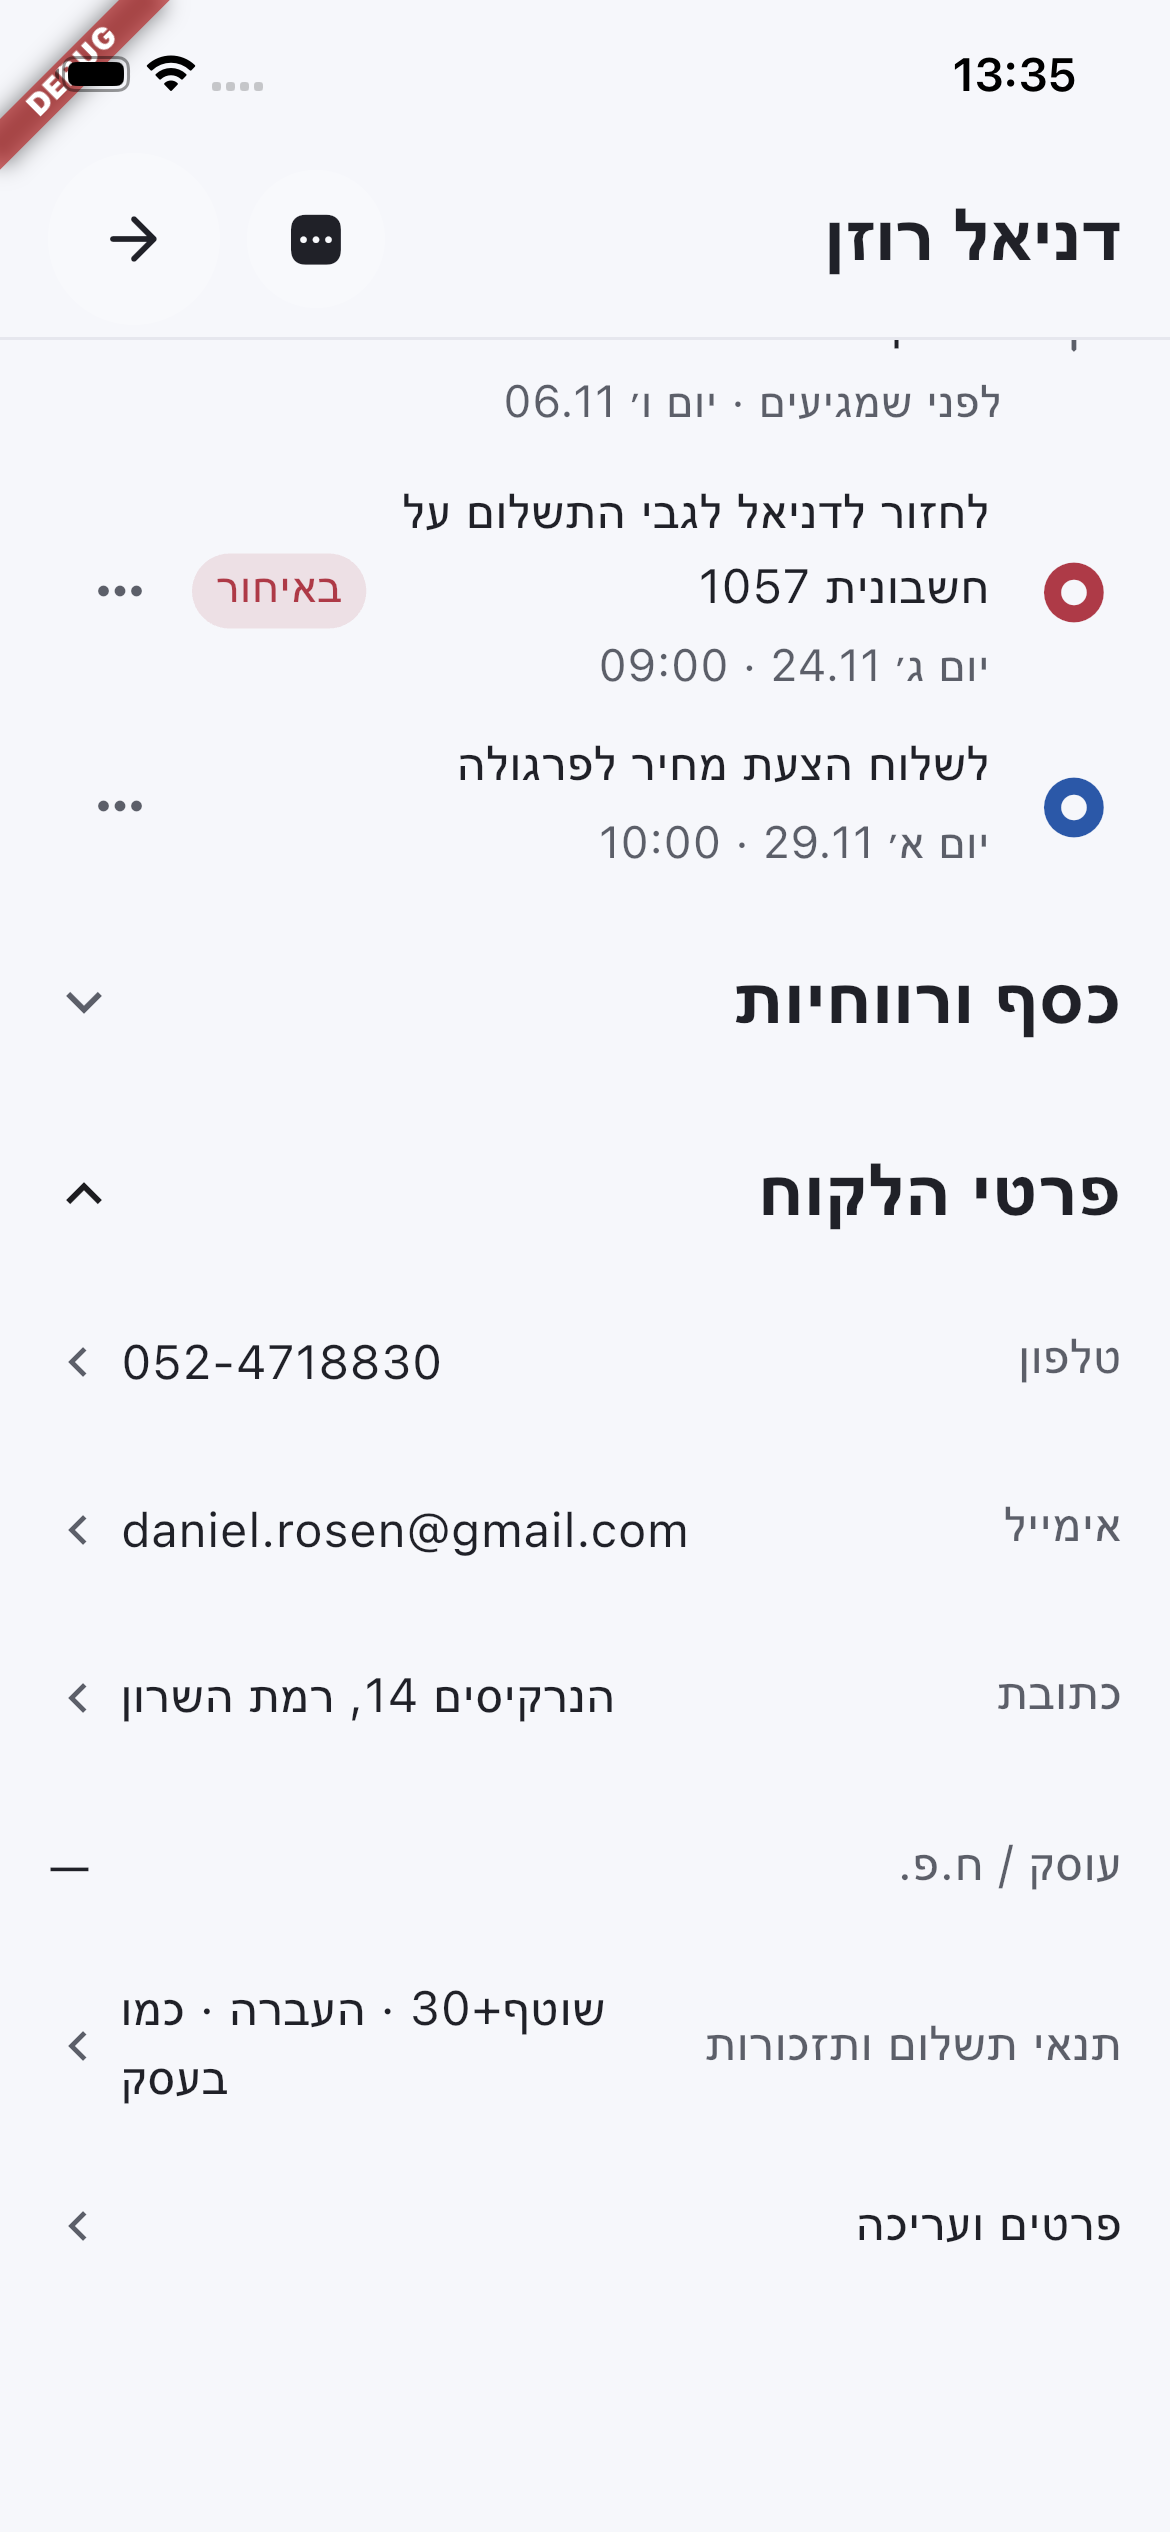 DEBUG
13:35
דניאל רוזן
לפני שמגיעים · יום ו׳ 06.11
לחזור לדניאל לגבי התשלום על
חשבונית 1057
באיחור
יום ג׳ 24.11 · 09:00
לשלוח הצעת מחיר לפרגולה
יום א׳ 29.11 · 10:00
כסף ורווחיות
פרטי הלקוח
טלפון 052-4718830
אימייל daniel.rosen@gmail.com
כתובת הנרקיסים 14, רמת השרון
עוסק / ח.פ. —
תנאי תשלום ותזכורות שוטף+30 · העברה · כמו
בעסק
פרטים ועריכה